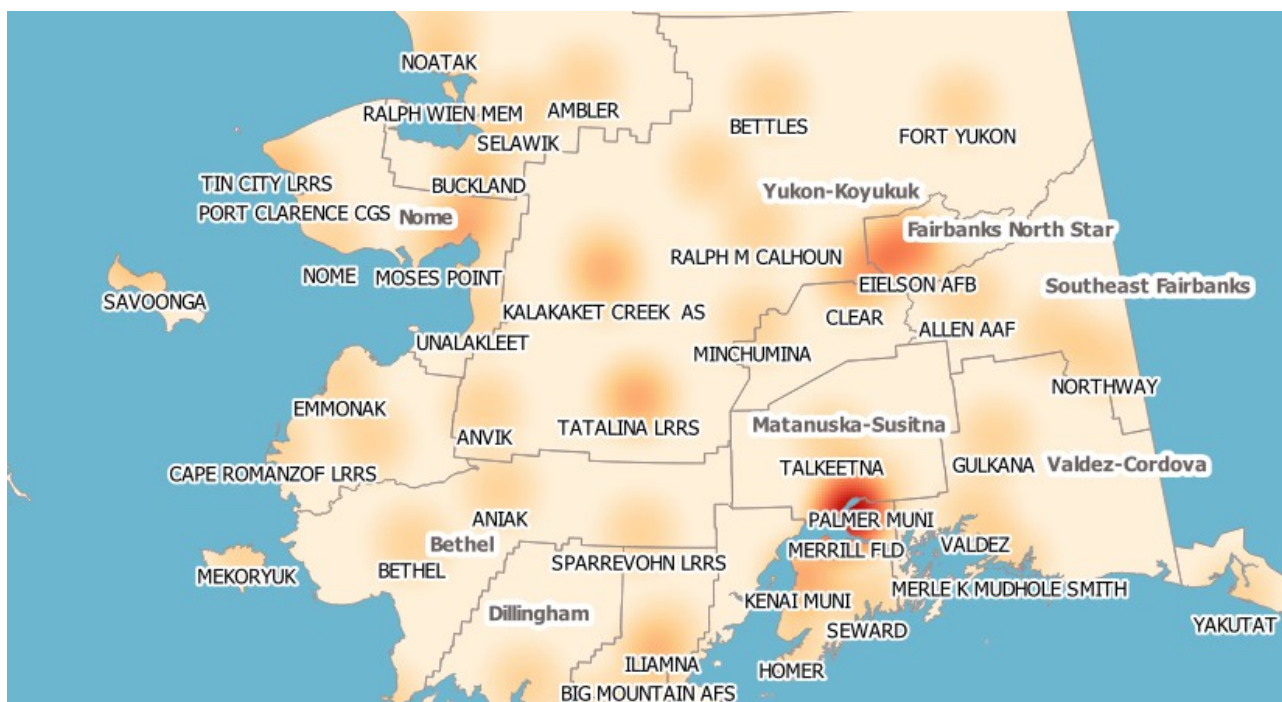 NOATAK
RALPH WIEN MEM
AMBLER
BETTLES
FORT YUKON
SELAWIK
TIN CITY LRRS
BUCKLAND
Yukon-Koyukuk
PORT CLARENCE CGS
Nome
Fairbanks North Star
RALPH M CALHOUN
NOME
MOSES POINT
EIELSON AFB
Southeast Fairbanks
SAVOONGA
KALAKAKET CREEK AS
CLEAR
ALLEN AAF
UNALAKLEET
MINCHUMINA
NORTHWAY
EMMONAK
ANVIK
TATALINA LRRS
Matanuska-Susitna
CAPE ROMANZOF LRRS
TALKEETNA
GULKANA
Valdez-Cordova
ANIAK
PALMER MUNI
Bethel
BETHEL
SPARREVOHN LRRS
MERRILL FLD
VALDEZ
MEKORYUK
Dillingham
KENAI MUNI
MERLE K MUDHOLE SMITH
SEWARD
YAKUTAT
ILIAMNA
HOMER
BIG MOUNTAIN AFS